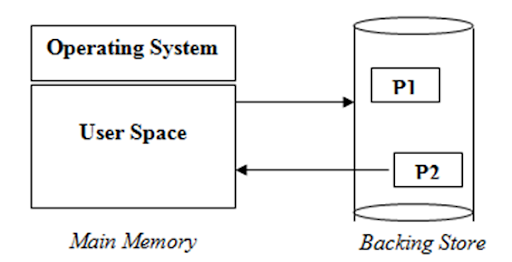 Operating System
P1
User Space
P2
Main Memory
Backing Store